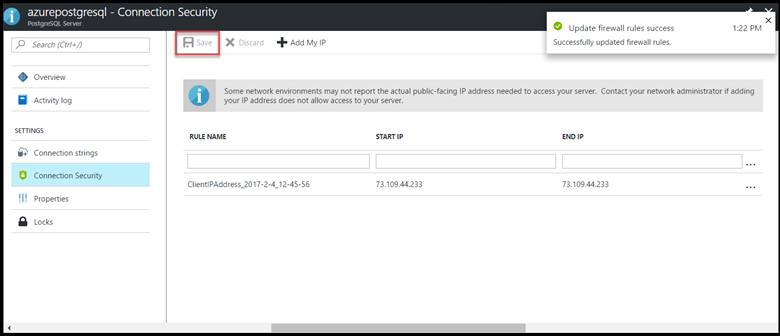 azurepostgresql - Connection Security
PostgreSQL Server
Update firewall rules success 1:22 PM
Successfully updated firewall rules.
Search (Ctrl+/)
Save Discard Add My IP
Overview
Activity log
SETTINGS
Connection strings
Connection Security
Properties
Locks
Some network environments may not report the actual public-facing IP address needed to access your server. Contact your network administrator if adding
your IP address does not allow access to your server.
RULE NAME START IP END IP
...
ClientIPAddress_2017-2-4_12-45-56 73.109.44.233 73.109.44.233 ...